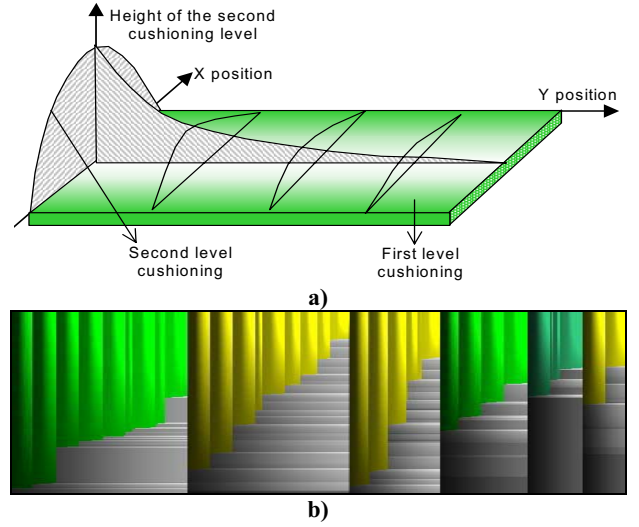 Height of the second
cushioning level
X position
Y position
Second level
cushioning
First level
cushioning
a)
b)